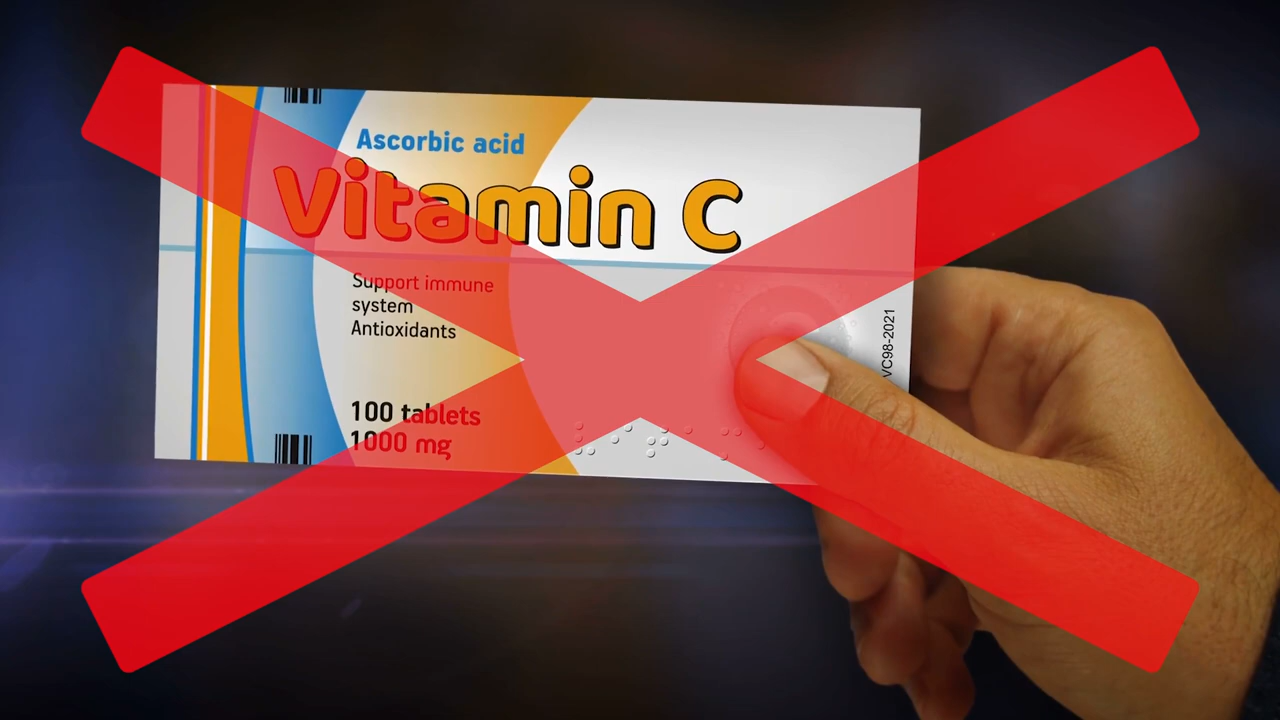 Ascorbic acid
Vitamin C
Support immune
system
Antioxidants
100 tablets
1000 mg
VC98-2021